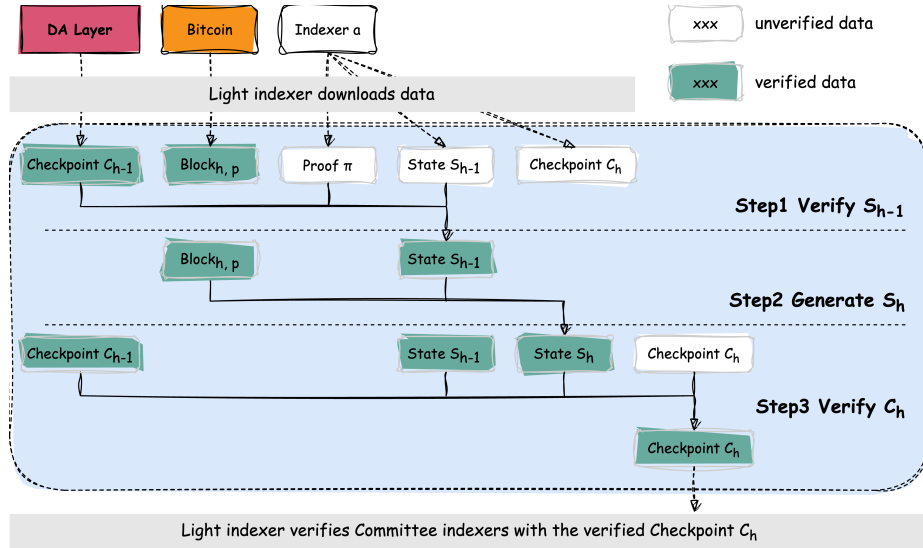 DA Layer
Bitcoin
Indexer a
xxx
unverified data
xxx
verified data
Light indexer downloads data
Checkpoint Cₕ₋₁
Blockₕ, ₚ
Proof π
State Sₕ₋₁
Checkpoint Cₕ
Step1 Verify Sₕ₋₁
Blockₕ, ₚ
State Sₕ₋₁
Step2 Generate Sₕ
Checkpoint Cₕ₋₁
State Sₕ₋₁
State Sₕ
Checkpoint Cₕ
Step3 Verify Cₕ
Checkpoint Cₕ
Light indexer verifies Committee indexers with the verified Checkpoint Cₕ